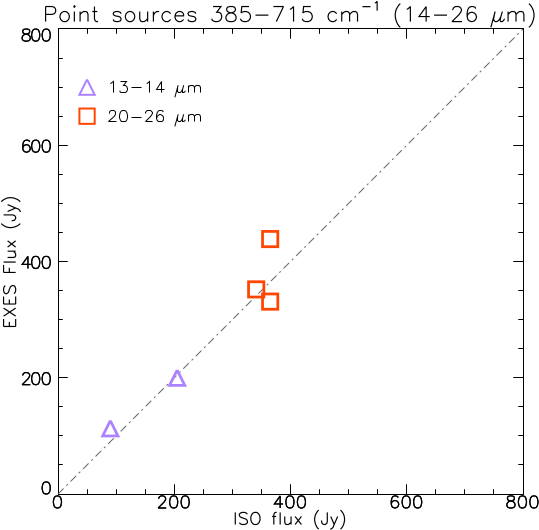 Point sources 385–715 cm⁻¹ (14–26 μm)
800
13–14 μm
20–26 μm
600
400
200
0
EXES Flux (Jy)
0 200 400 600 800
ISO flux (Jy)